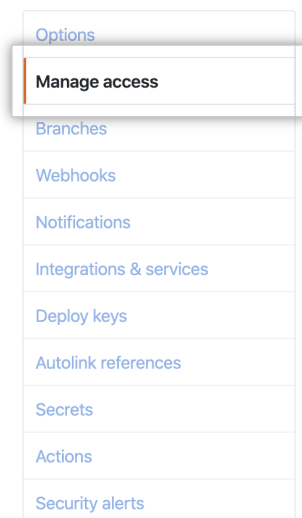 Options
Manage access
Branches
Webhooks
Notifications
Integrations & services
Deploy keys
Autolink references
Secrets
Actions
Security alerts